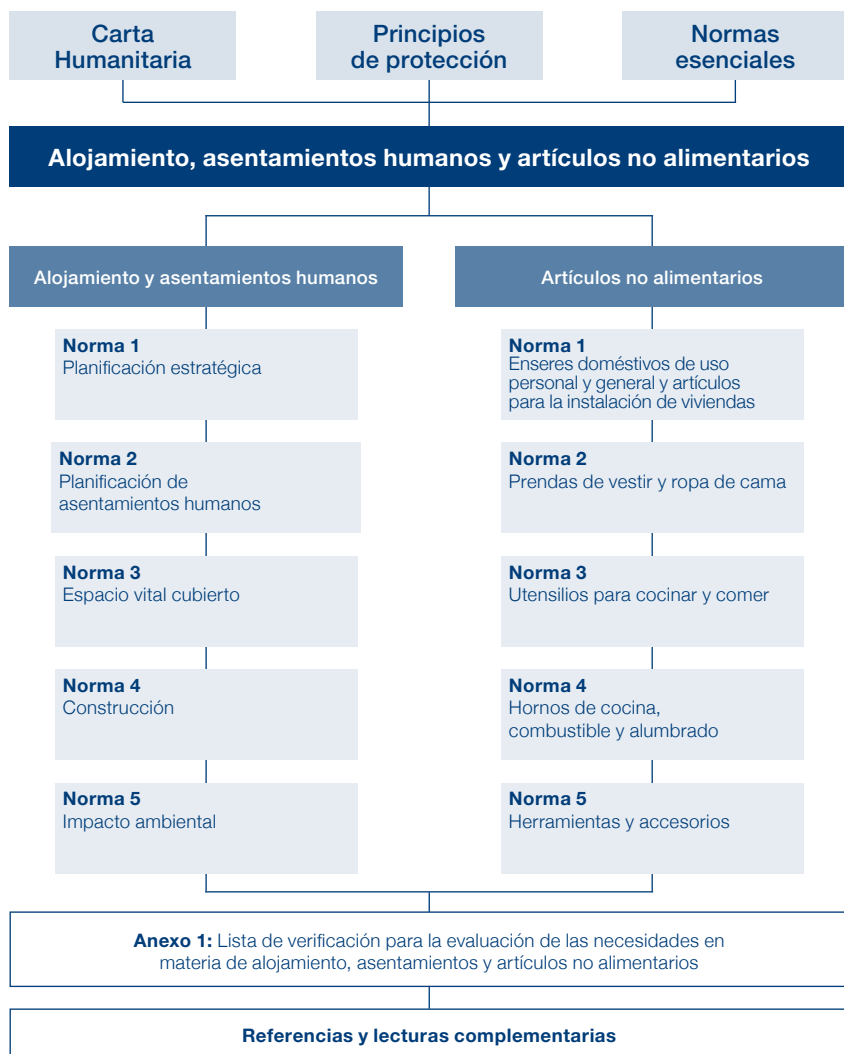 Carta
Humanitaria
Principios
de protección
Normas
esenciales
Alojamiento, asentamientos humanos y artículos no alimentarios
Alojamiento y asentamientos humanos
Norma 1
Planificación estratégica
Norma 2
Planificación de
asentamientos humanos
Norma 3
Espacio vital cubierto
Norma 4
Construcción
Norma 5
Impacto ambiental
Artículos no alimentarios
Norma 1
Enseres doméstivos de uso
personal y general y artículos
para la instalación de viviendas
Norma 2
Prendas de vestir y ropa de cama
Norma 3
Utensilios para cocinar y comer
Norma 4
Hornos de cocina,
combustible y alumbrado
Norma 5
Herramientas y accesorios
Anexo 1: Lista de verificación para la evaluación de las necesidades en
materia de alojamiento, asentamientos y artículos no alimentarios
Referencias y lecturas complementarias